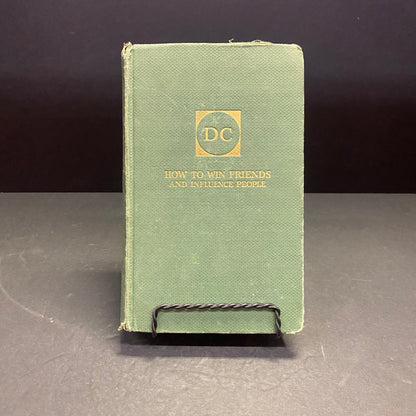 DC
HOW TO WIN FRIENDS
AND INFLUENCE PEOPLE